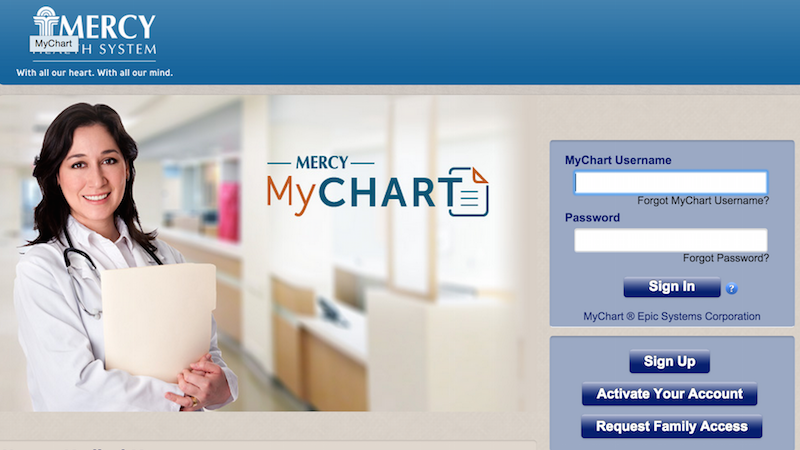 MERCY
MyChart
HEALTH SYSTEM
With all our heart. With all our mind.
MERCY
MyCHART
MyChart Username
Forgot MyChart Username?
Password
Forgot Password?
Sign In
?
MyChart ® Epic Systems Corporation
Sign Up
Activate Your Account
Request Family Access